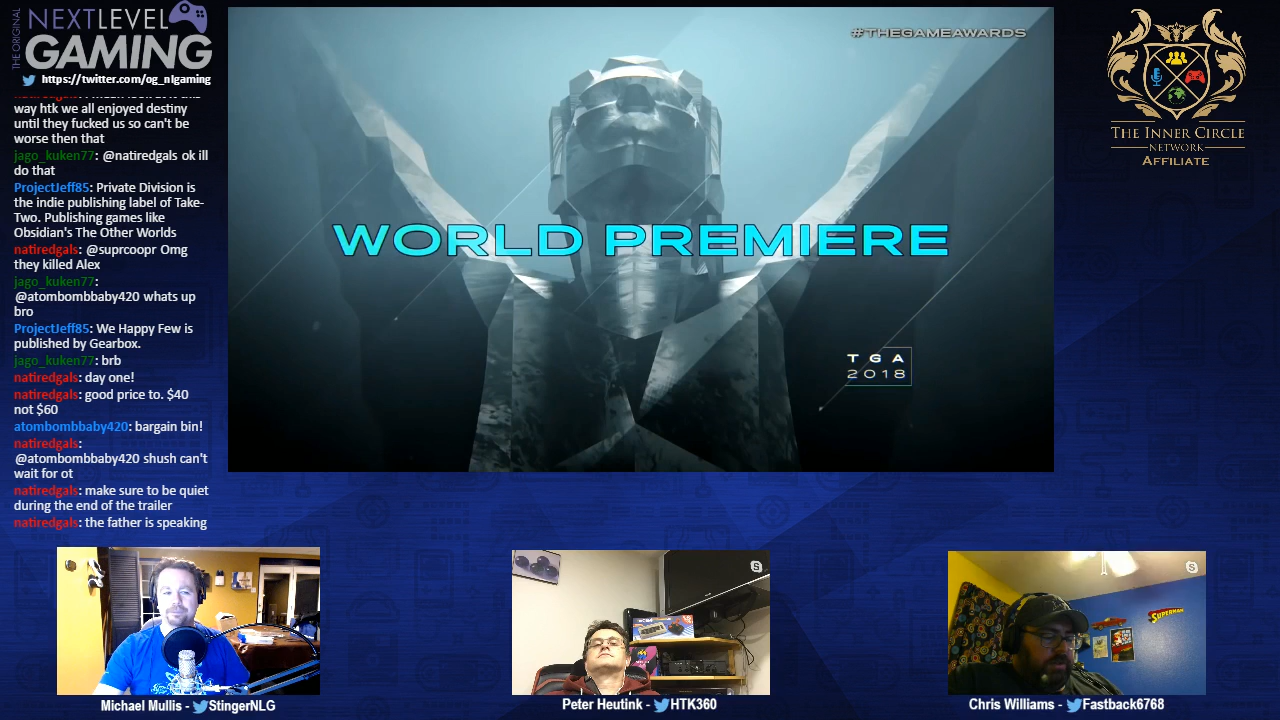 THE ORIGINAL
NEXTLEVEL
GAMING
https://twitter.com/og_nlgaming
way htk we all enjoyed destiny
until they fucked us so can't be
worse then that
jago_kuken77: @natiredgals ok ill
do that
ProjectJeff85: Private Division is
the indie publishing label of Take-
Two. Publishing games like
Obsidian's The Other Worlds
natiredgals: @suprcoopr Omg
they killed Alex
jago_kuken77:
@atombombbaby420 whats up
bro
ProjectJeff85: We Happy Few is
published by Gearbox.
jago_kuken77: brb
natiredgals: day one!
natiredgals: good price to. $40
not $60
atombombbaby420: bargain bin!
natiredgals:
@atombombbaby420 shush can't
wait for ot
natiredgals: make sure to be quiet
during the end of the trailer
natiredgals: the father is speaking
#THEGAMEAWARDS
WORLD PREMIERE
TGA
2018
THE INNER CIRCLE
NETWORK
AFFILIATE
SUPERMAN
Michael Mullis - StingerNLG
Peter Heutink - HTK360
Chris Williams - Fastback6768